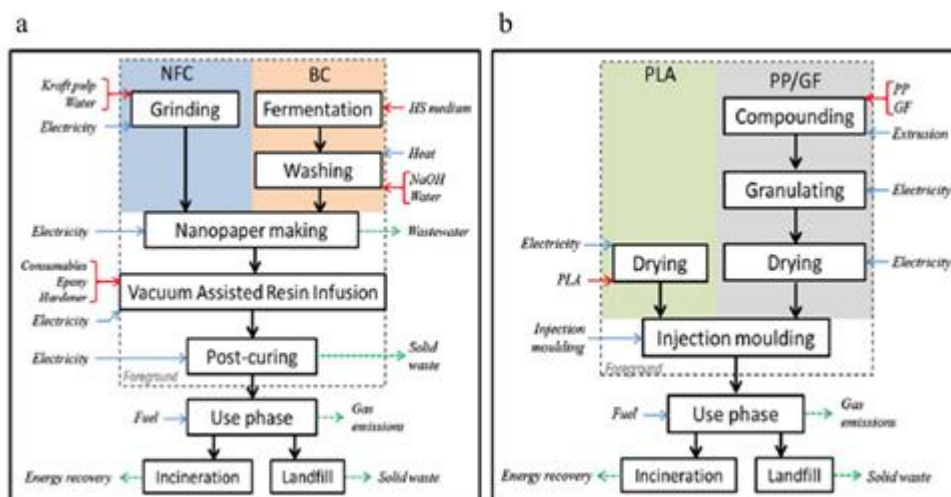 a
NFC
BC
Kraft pulp
Water
Grinding
Fermentation
HS medium
Electricity
Heat
Washing
NaOH
Water
Electricity
Nanopaper making
Wastewater
Consumables
Epoxy
Hardener
Vacuum Assisted Resin Infusion
Electricity
Electricity
Post-curing
Solid
waste
Foreground
Fuel
Use phase
Gas
emissions
Energy recovery
Incineration
Landfill
Solid waste
b
PLA
PP/GF
PP
GF
Compounding
Extrusion
Granulating
Electricity
Electricity
Drying
Drying
Electricity
PLA
Injection
moulding
Injection moulding
Foreground
Fuel
Use phase
Gas
emissions
Energy recovery
Incineration
Landfill
Solid waste